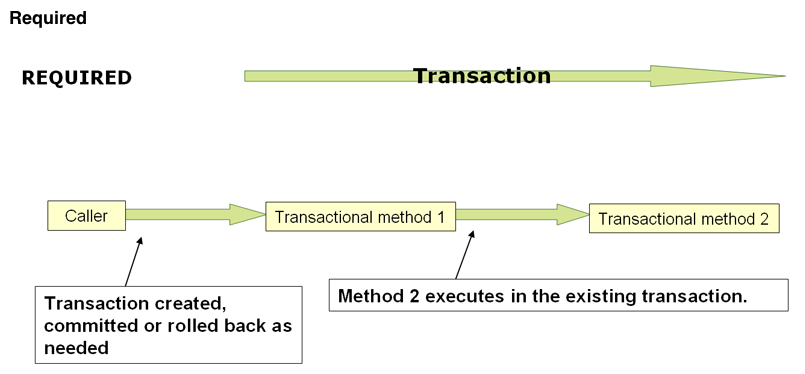 Required
REQUIRED
Transaction
Caller
Transactional method 1
Transactional method 2
Transaction created,
committed or rolled back as
needed
Method 2 executes in the existing transaction.